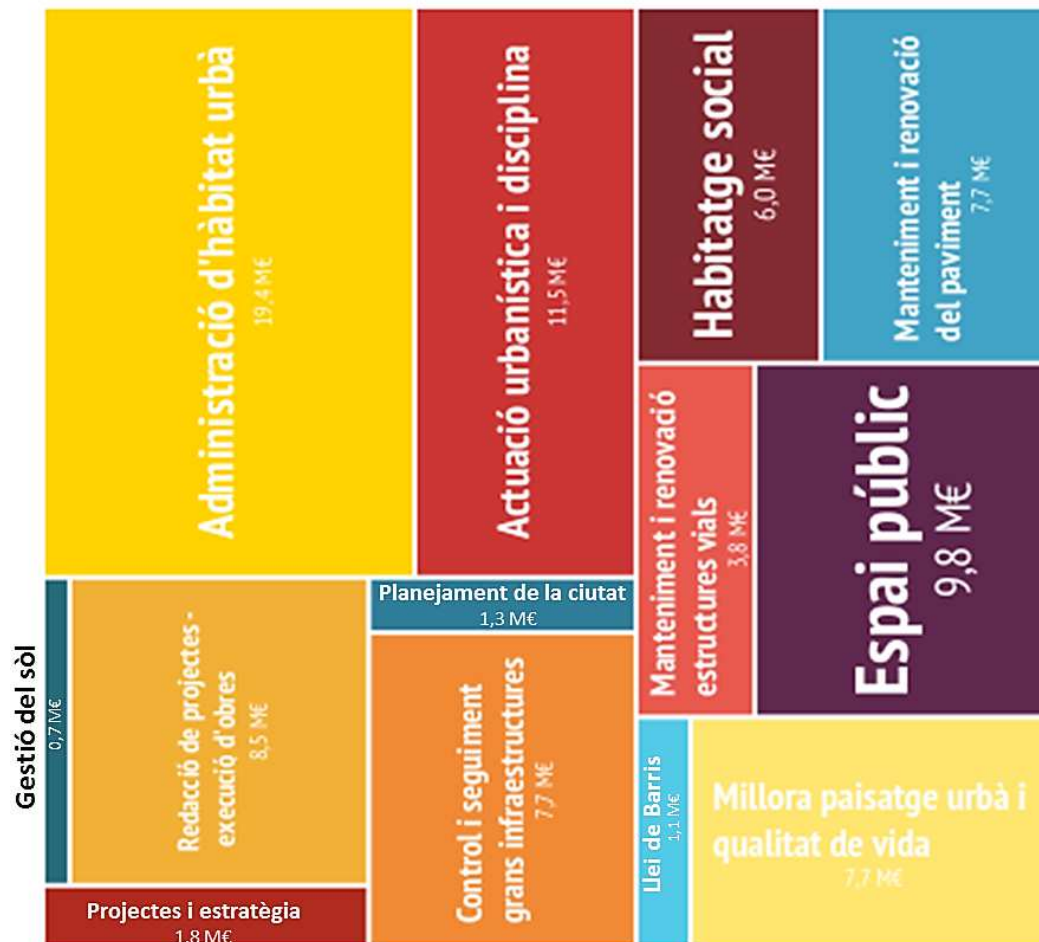 Administració d'hàbitat urbà
19,4 M€
Actuació urbanística i disciplina
11,5 M€
Habitatge social
6,0 M€
Manteniment i renovació
del paviment
7,7 M€
Manteniment i renovació
estructures vials
3,8 M€
Espai públic
9,8 M€
Gestió del sòl
0,7 M€
Redacció de projectes -
execució d'obres
8,5 M€
Planejament de la ciutat
1,3 M€
Control i seguiment
grans infraestructures
7,7 M€
Llei de Barris
1,1 M€
Millora paisatge urbà i
qualitat de vida
7,7 M€
Projectes i estratègia
1,8 M€